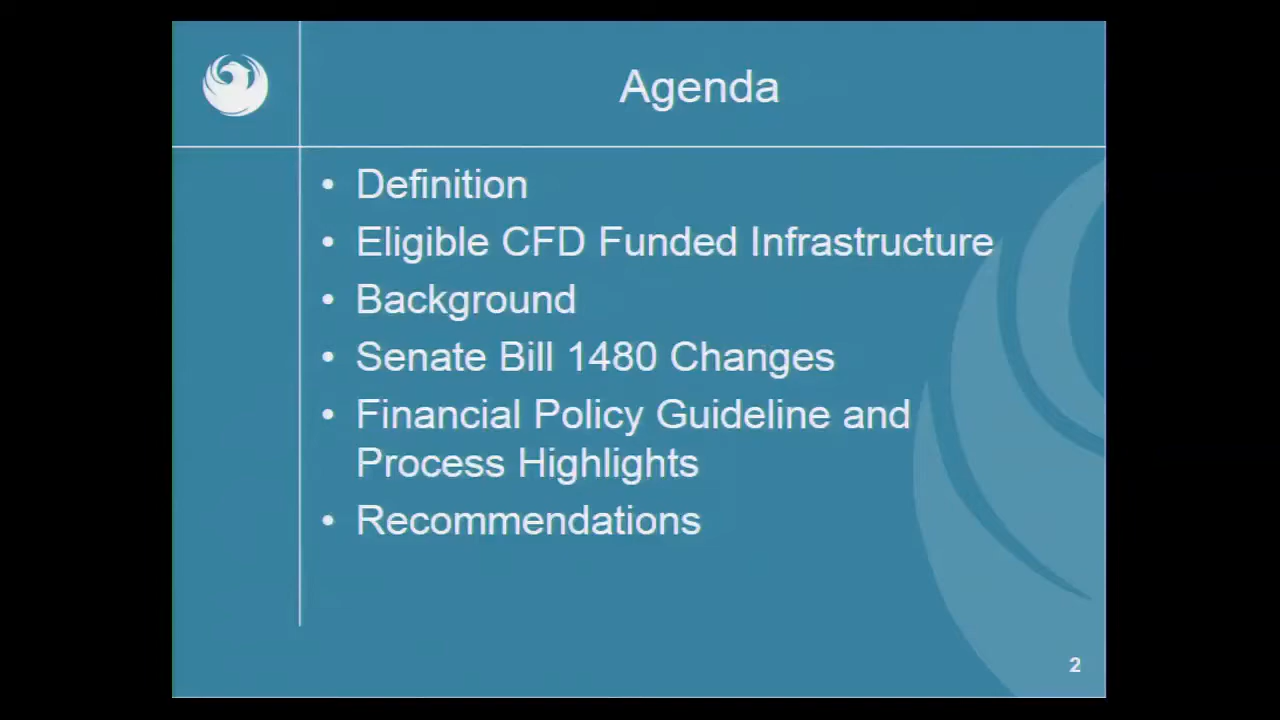 Agenda
• Definition
• Eligible CFD Funded Infrastructure
• Background
• Senate Bill 1480 Changes
• Financial Policy Guideline and
Process Highlights
• Recommendations
2